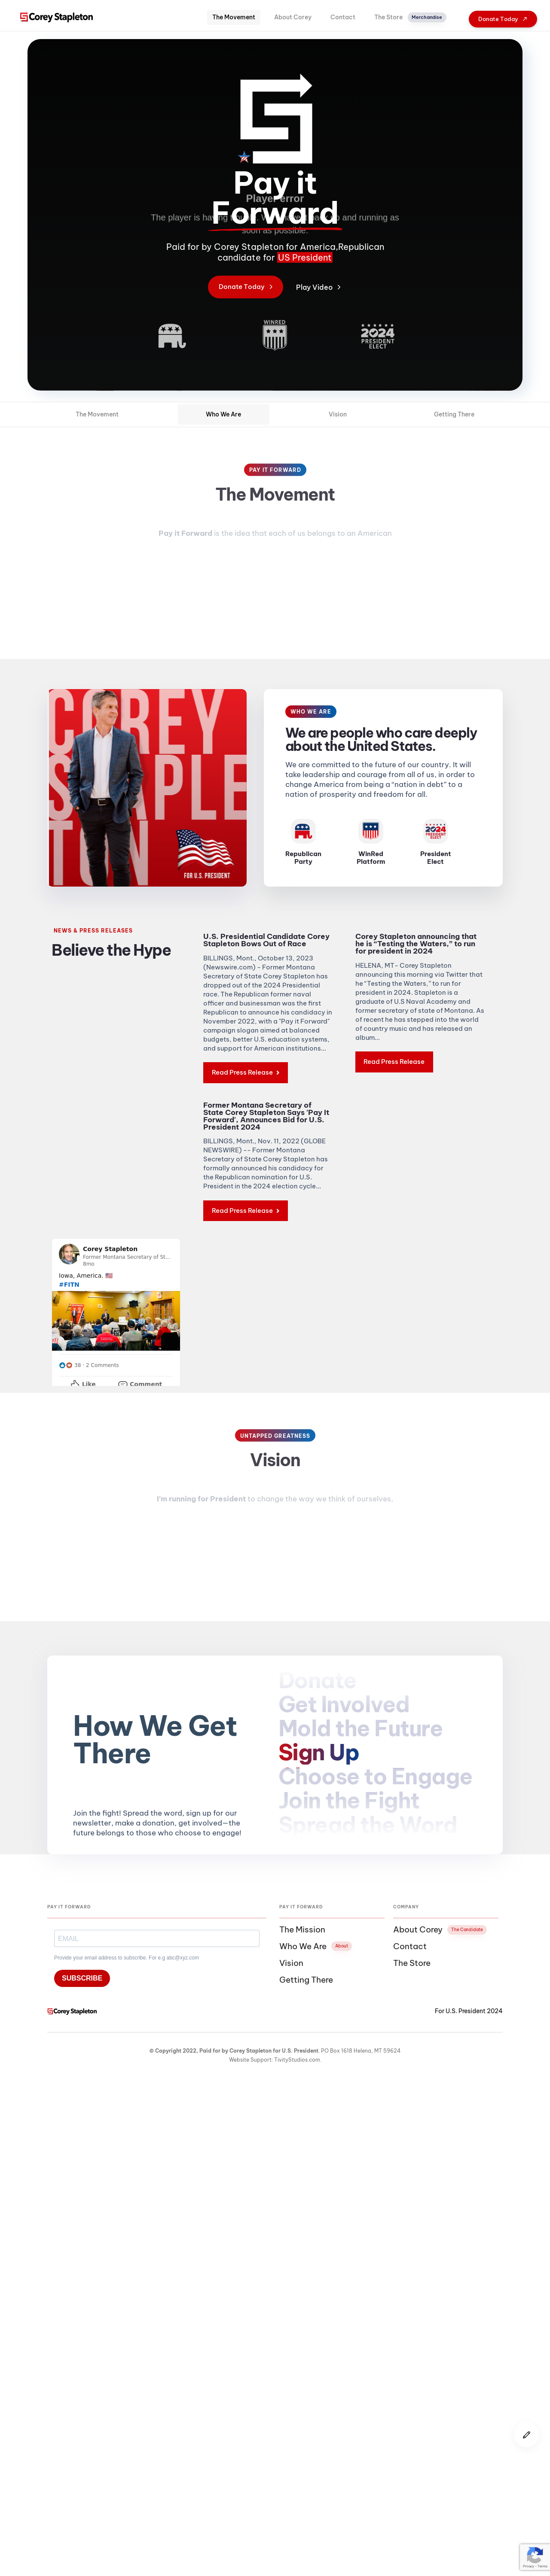 Corey Stapleton
The Movement
About Corey
Contact
The Store
Merchandise
Donate Today
Pay it
Forward
Player error
The player is having
up and running as
soon as possible.
Paid for by Corey Stapleton for America,Republican
candidate for US President
Donate Today
Play Video
WINRED
2024
PRESIDENT
ELECT
The Movement
Who We Are
Vision
Getting There
PAY IT FORWARD
The Movement
Pay it Forward is the idea that each of us belongs to an American
COREY
STAPLE
TON
FOR U.S. PRESIDENT
WHO WE ARE
We are people who care deeply
about the United States.
We are committed to the future of our country. It will
take leadership and courage from all of us, in order to
change America from being a “nation in debt” to a
nation of prosperity and freedom for all.
2024
PRESIDENT
ELECT
Republican
Party
WinRed
Platform
President
Elect
NEWS & PRESS RELEASES
Believe the Hype
U.S. Presidential Candidate Corey
Stapleton Bows Out of Race
BILLINGS, Mont., October 13, 2023
(Newswire.com) - Former Montana
Secretary of State Corey Stapleton has
dropped out of the 2024 Presidential
race. The Republican former naval
officer and businessman was the first
Republican to announce his candidacy in
November 2022, with a "Pay it Forward"
campaign slogan aimed at balanced
budgets, better U.S. education systems,
and support for American institutions...
Read Press Release
Corey Stapleton announcing that
he is “Testing the Waters,” to run
for president in 2024
HELENA, MT– Corey Stapleton
announcing this morning via Twitter that
he “Testing the Waters,” to run for
president in 2024. Stapleton is a
graduate of U.S Naval Academy and
former secretary of state of Montana. As
of recent he has stepped into the world
of country music and has released an
album...
Read Press Release
Former Montana Secretary of
State Corey Stapleton Says 'Pay It
Forward', Announces Bid for U.S.
President 2024
BILLINGS, Mont., Nov. 11, 2022 (GLOBE
NEWSWIRE) -- Former Montana
Secretary of State Corey Stapleton has
formally announced his candidacy for
the Republican nomination for U.S.
President in the 2024 election cycle...
Read Press Release
Corey Stapleton
Former Montana Secretary of St...
8mo
Iowa, America. 🇺🇸
#FITN
38 · 2 Comments
Like
Comment
UNTAPPED GREATNESS
Vision
I’m running for President to change the way we think of ourselves,
How We Get
There
Join the fight! Spread the word, sign up for our
newsletter, make a donation, get involved—the
future belongs to those who choose to engage!
Donate
Get Involved
Mold the Future
Sign Up
Choose to Engage
Join the Fight
Spread the Word
PAY IT FORWARD
EMAIL
Provide your email address to subscribe. For e.g abc@xyz.com
SUBSCRIBE
PAY IT FORWARD
The Mission
Who We Are
About
Vision
Getting There
COMPANY
About Corey
The Candidate
Contact
The Store
Corey Stapleton
For U.S. President 2024
© Copyright 2022, Paid for by Corey Stapleton for U.S. President, PO Box 1618 Helena, MT 59624
Website Support: TivityStudios.com.
Privacy - Terms